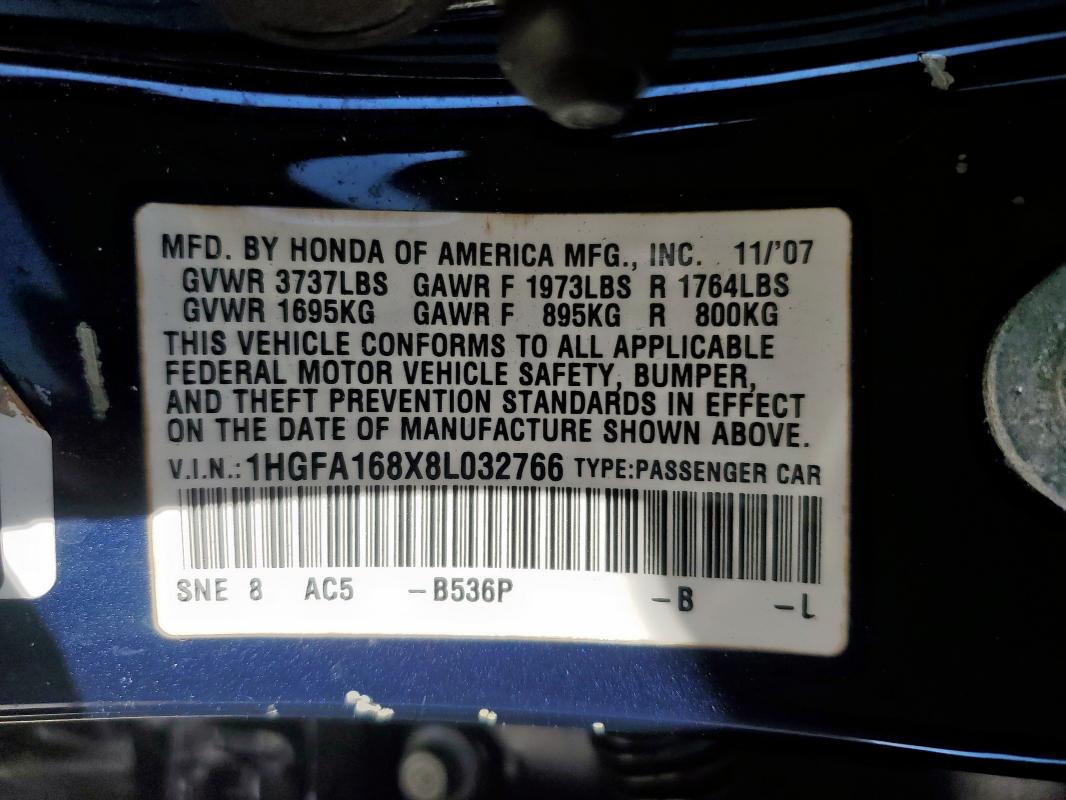 MFD. BY HONDA OF AMERICA MFG., INC. 11/'07
GVWR 3737LBS GAWR F 1973LBS R 1764LBS
GVWR 1695KG GAWR F 895KG R 800KG
THIS VEHICLE CONFORMS TO ALL APPLICABLE
FEDERAL MOTOR VEHICLE SAFETY, BUMPER,
AND THEFT PREVENTION STANDARDS IN EFFECT
ON THE DATE OF MANUFACTURE SHOWN ABOVE.
V.I.N.: 1HGFA168X8L032766 TYPE:PASSENGER CAR
SNE 8 AC5 -B536P -B -L